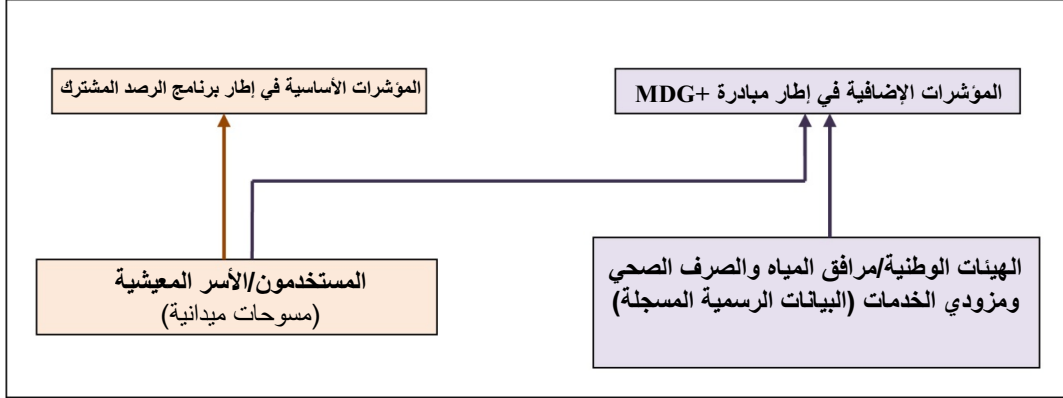 المؤشرات الإضافية في إطار مبادرة MDG+
المؤشرات الأساسية في إطار برنامج الرصد المشترك
الهيئات الوطنية/مرافق المياه والصرف الصحي
ومزودي الخدمات (البيانات الرسمية المسجلة)
المستخدمون/الأسر المعيشية
(مسوحات ميدانية)